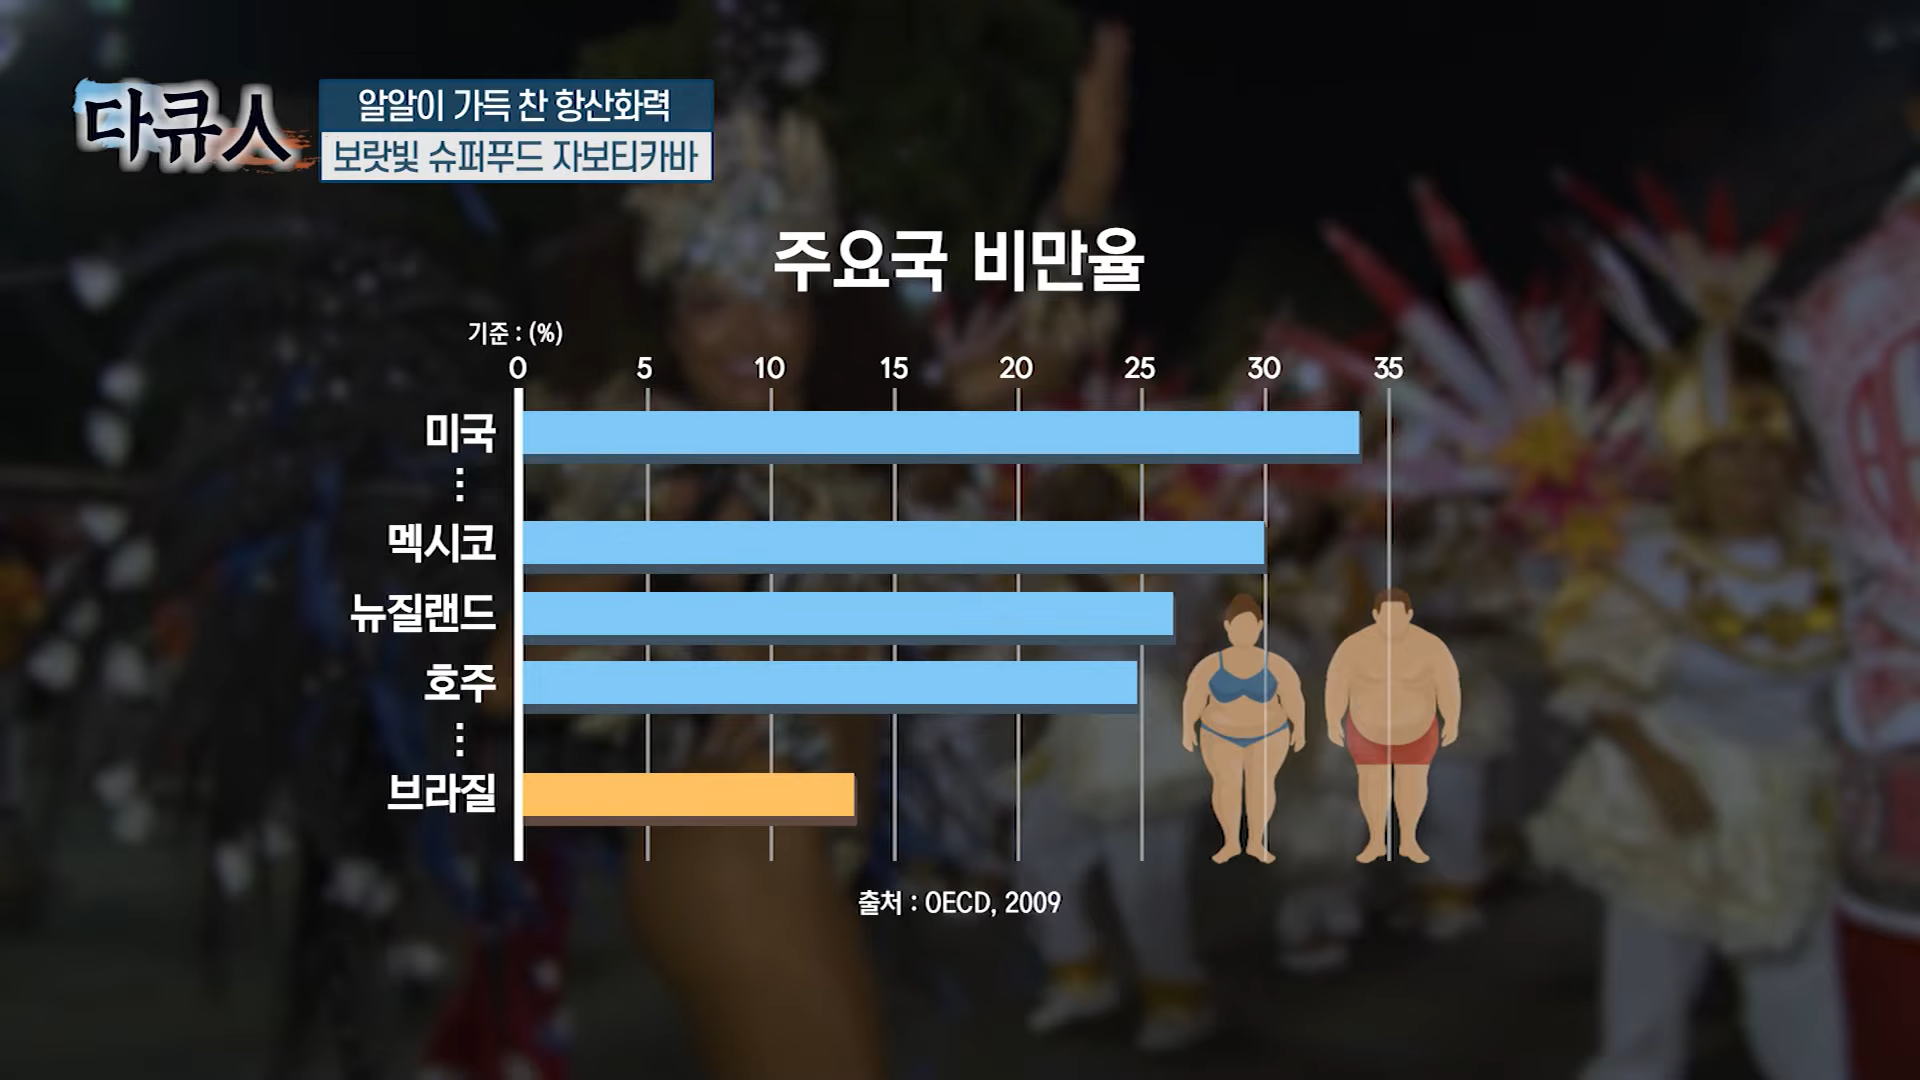 다큐人
알알이 가득 찬 항산화력
보랏빛 슈퍼푸드 자보티카바
주요국 비만율
기준 : (%)
0 5 10 15 20 25 30 35
미국
⋮
멕시코
뉴질랜드
호주
⋮
브라질
출처 : OECD, 2009